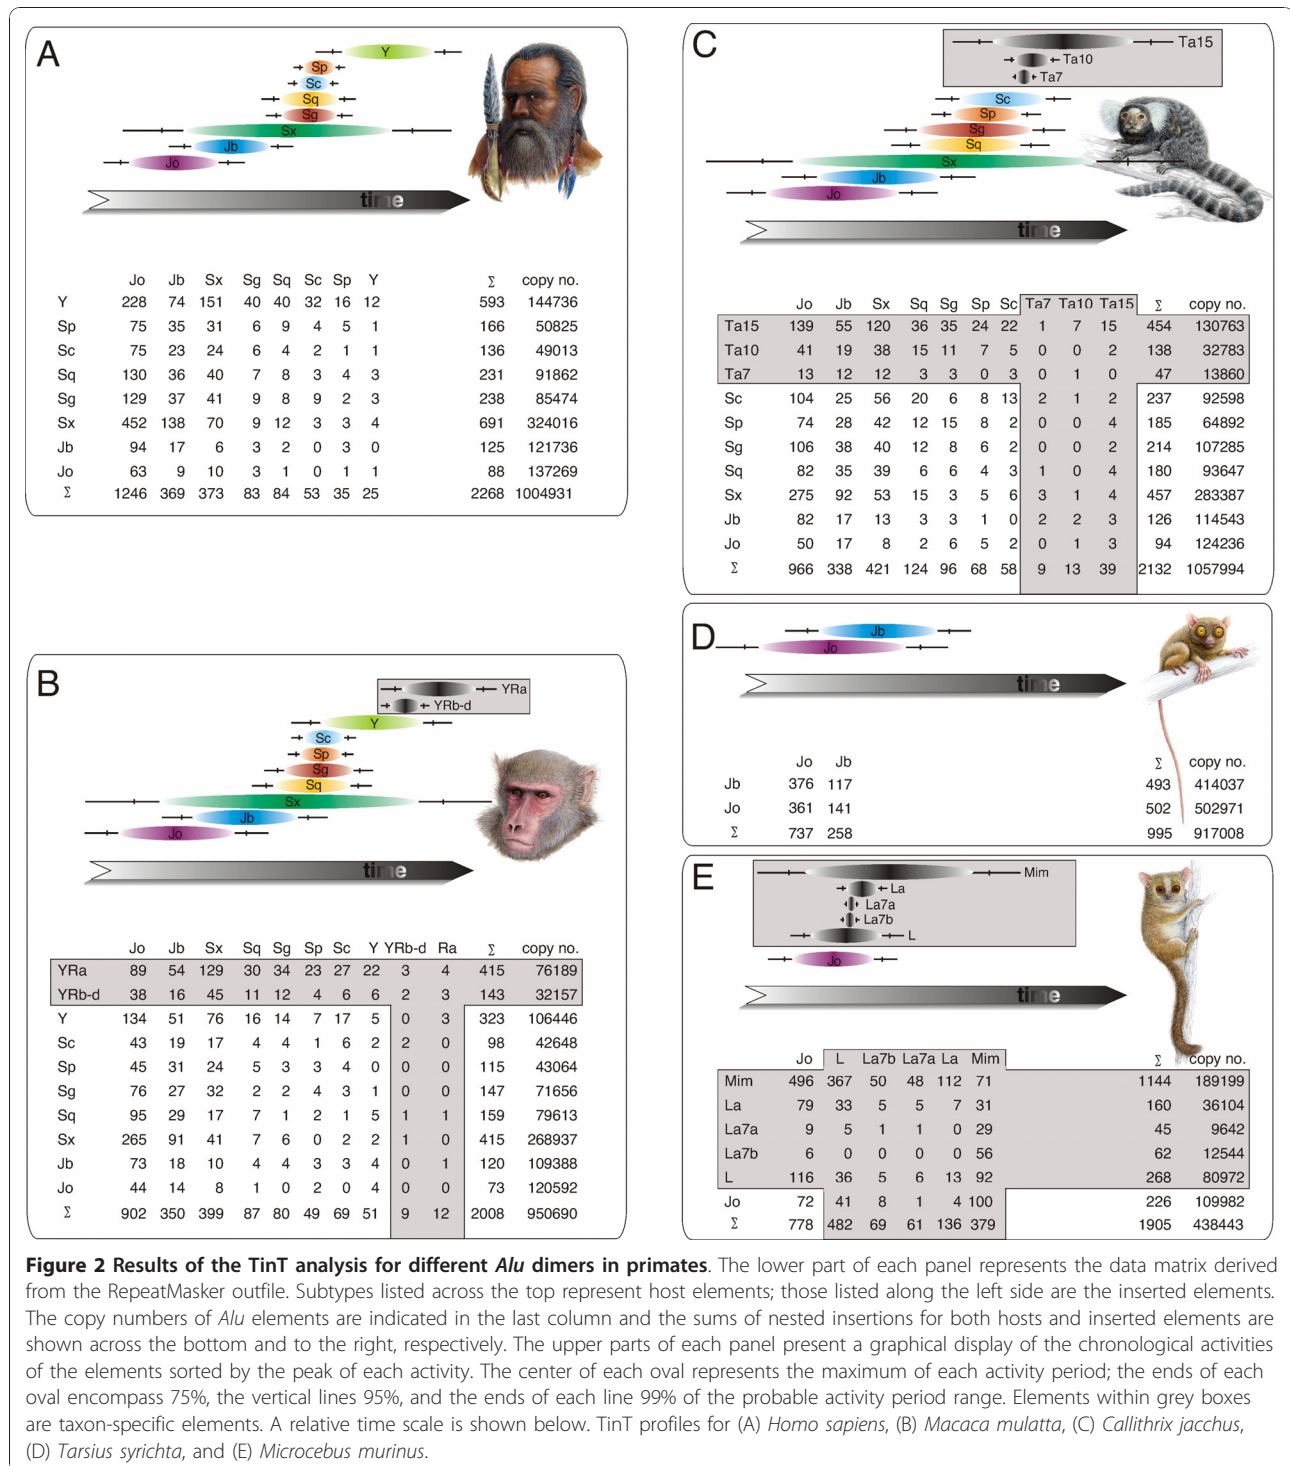 A
Y
Sp
Sc
Sq
Sg
Sx
Jb
Jo
time
Jo Jb Sx Sg Sq Sc Sp Y Σ copy no.
Y 228 74 151 40 40 32 16 12 593 144736
Sp 75 35 31 6 9 4 5 1 166 50825
Sc 75 23 24 6 4 2 1 1 136 49013
Sq 130 36 40 7 8 3 4 3 231 91862
Sg 129 37 41 9 8 9 2 3 238 85474
Sx 452 138 70 9 12 3 3 4 691 324016
Jb 94 17 6 3 2 0 3 0 125 121736
Jo 63 9 10 3 1 0 1 1 88 137269
Σ 1246 369 373 83 84 53 35 25 2268 1004931
B
YRa
YRb-d
Y
Sc
Sp
Sg
Sq
Sx
Jb
Jo
time
Jo Jb Sx Sq Sg Sp Sc Y YRb-d Ra Σ copy no.
YRa 89 54 129 30 34 23 27 22 3 4 415 76189
YRb-d 38 16 45 11 12 4 6 6 2 3 143 32157
Y 134 51 76 16 14 7 17 5 0 3 323 106446
Sc 43 19 17 4 4 1 6 2 2 0 98 42648
Sp 45 31 24 5 3 3 4 0 0 0 115 43064
Sg 76 27 32 2 2 4 3 1 0 0 147 71656
Sq 95 29 17 7 1 2 1 5 1 1 159 79613
Sx 265 91 41 7 6 0 2 2 1 0 415 268937
Jb 73 18 10 4 4 3 3 4 0 1 120 109388
Jo 44 14 8 1 0 2 0 4 0 0 73 120592
Σ 902 350 399 87 80 49 69 51 9 12 2008 950690
C
Ta15
Ta10
Ta7
Sc
Sp
Sg
Sq
Sx
Jb
Jo
time
Jo Jb Sx Sq Sg Sp Sc Ta7 Ta10 Ta15 Σ copy no.
Ta15 139 55 120 36 35 24 22 1 7 15 454 130763
Ta10 41 19 38 15 11 7 5 0 0 2 138 32783
Ta7 13 12 12 3 3 0 3 0 1 0 47 13860
Sc 104 25 56 20 6 8 13 2 1 2 237 92598
Sp 74 28 42 12 15 8 2 0 0 4 185 64892
Sg 106 38 40 12 8 6 2 0 0 2 214 107285
Sq 82 35 39 6 6 4 3 1 0 4 180 93647
Sx 275 92 53 15 3 5 6 3 1 4 457 283387
Jb 82 17 13 3 3 1 0 2 2 3 126 114543
Jo 50 17 8 2 6 5 2 0 1 3 94 124236
Σ 966 338 421 124 96 68 58 9 13 39 2132 1057994
D
Jb
Jo
time
Jo Jb Σ copy no.
Jb 376 117 493 414037
Jo 361 141 502 502971
Σ 737 258 995 917008
E
Mim
La
La7a
La7b
L
Jo
time
Jo L La7b La7a La Mim Σ copy no.
Mim 496 367 50 48 112 71 1144 189199
La 79 33 5 5 7 31 160 36104
La7a 9 5 1 1 0 29 45 9642
La7b 6 0 0 0 0 56 62 12544
L 116 36 5 6 13 92 268 80972
Jo 72 41 8 1 4 100 226 109982
Σ 778 482 69 61 136 379 1905 438443
Figure 2 Results of the TinT analysis for different Alu dimers in primates. The lower part of each panel represents the data matrix derived
from the RepeatMasker outfile. Subtypes listed across the top represent host elements; those listed along the left side are the inserted elements.
The copy numbers of Alu elements are indicated in the last column and the sums of nested insertions for both hosts and inserted elements are
shown across the bottom and to the right, respectively. The upper parts of each panel present a graphical display of the chronological activities
of the elements sorted by the peak of each activity. The center of each oval represents the maximum of each activity period; the ends of each
oval encompass 75%, the vertical lines 95%, and the ends of each line 99% of the probable activity period range. Elements within grey boxes
are taxon-specific elements. A relative time scale is shown below. TinT profiles for (A) Homo sapiens, (B) Macaca mulatta, (C) Callithrix jacchus,
(D) Tarsius syrichta, and (E) Microcebus murinus.